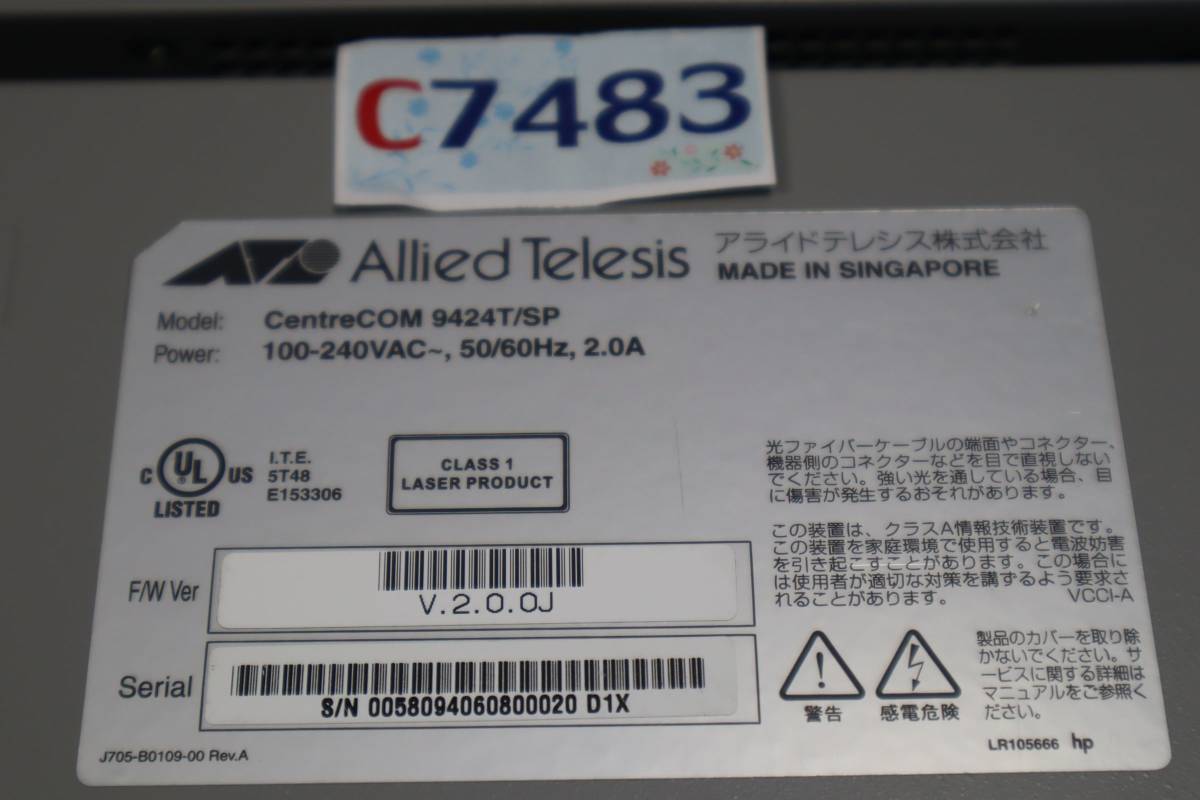 C7483
Allied Telesis アライドテレシス株式会社
MADE IN SINGAPORE
Model: CentreCOM 9424T/SP
Power: 100-240VAC~, 50/60Hz, 2.0A
C UL US
LISTED
I.T.E.
5T48
E153306
CLASS 1
LASER PRODUCT
光ファイバーケーブルの端面やコネクター、
機器側のコネクターなどを目で直視しない
でください。強い光を通している場合、目
に傷害が発生するおそれがあります。
この装置は、クラスA情報技術装置です。
この装置を家庭環境で使用すると電波妨害
を引き起こすことがあります。この場合に
は使用者が適切な対策を講ずるよう要求さ
れることがあります。 VCCI-A
F/W Ver
V.2.0.0J
Serial
S/N 0058094060800020 D1X
警告
感電危険
製品のカバーを取り除
かないでください。サ
ービスに関する詳細は
マニュアルをご参照く
ださい。
J705-B0109-00 Rev.A
LR105666 hp